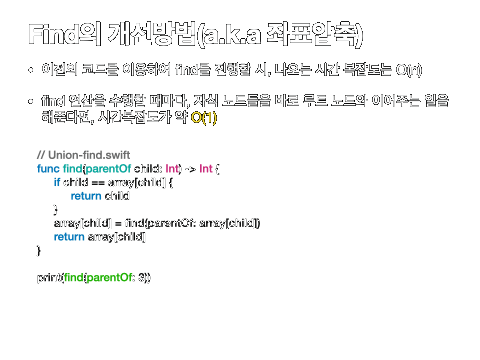 Find의 개선방법(a.k.a 좌표압축)
• 이전의 코드를 이용하여 find를 진행할 시, 나오는 시간 복잡도는 O(n)
• find 연산을 수행할 때마다, 자식 노드들을 바로 루트 노드와 이어주는 일을
해준다면, 시간복잡도가 약 O(1)
// Union-find.swift
func find(parentOf child: Int) -> Int {
if child == array[child] {
return child
}
array[child] = find(parentOf: array[child])
return array[child]
}
print(find(parentOf: 3))